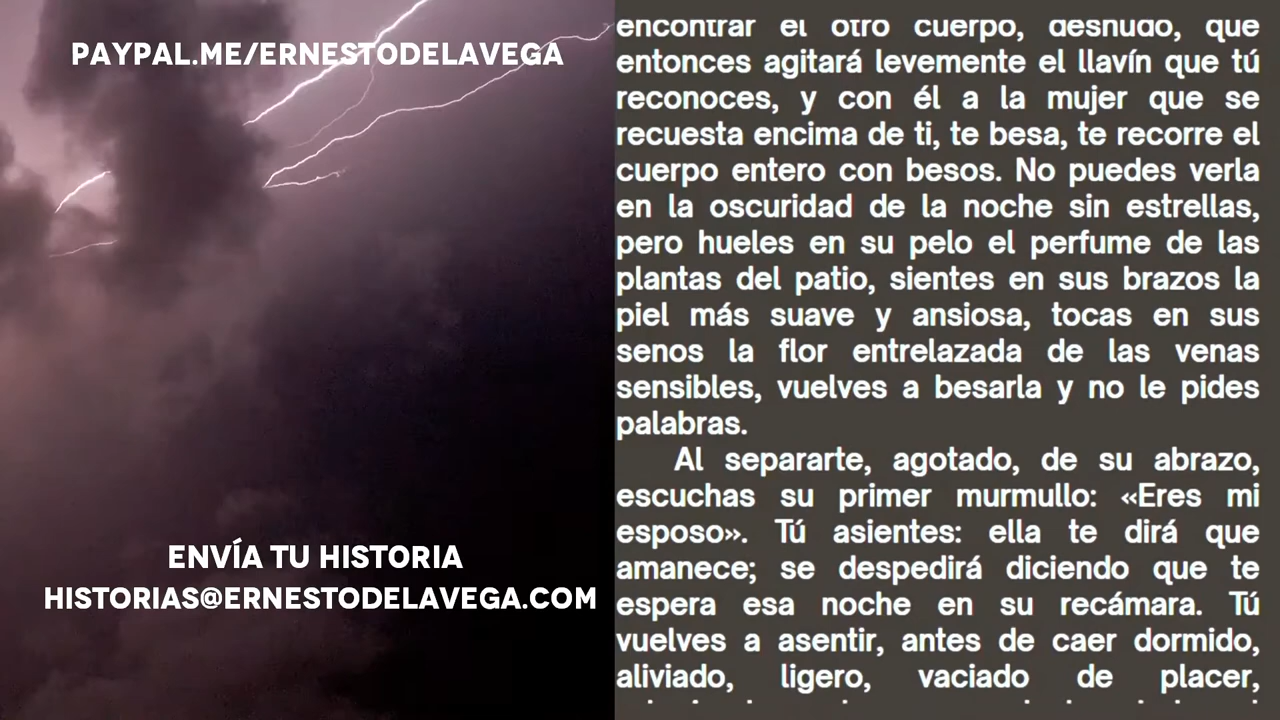 PAYPAL.ME/ERNESTODELAVEGA
ENVÍA TU HISTORIA
HISTORIAS@ERNESTODELAVEGA.COM
encontrar el otro cuerpo, desnudo, que
entonces agitará levemente el llavín que tú
reconoces, y con él a la mujer que se
recuesta encima de ti, te besa, te recorre el
cuerpo entero con besos. No puedes verla
en la oscuridad de la noche sin estrellas,
pero hueles en su pelo el perfume de las
plantas del patio, sientes en sus brazos la
piel más suave y ansiosa, tocas en sus
senos la flor entrelazada de las venas
sensibles, vuelves a besarla y no le pides
palabras.
Al separarte, agotado, de su abrazo,
escuchas su primer murmullo: «Eres mi
esposo». Tú asientes: ella te dirá que
amanece; se despedirá diciendo que te
espera esa noche en su recámara. Tú
vuelves a asentir, antes de caer dormido,
aliviado, ligero, vaciado de placer,